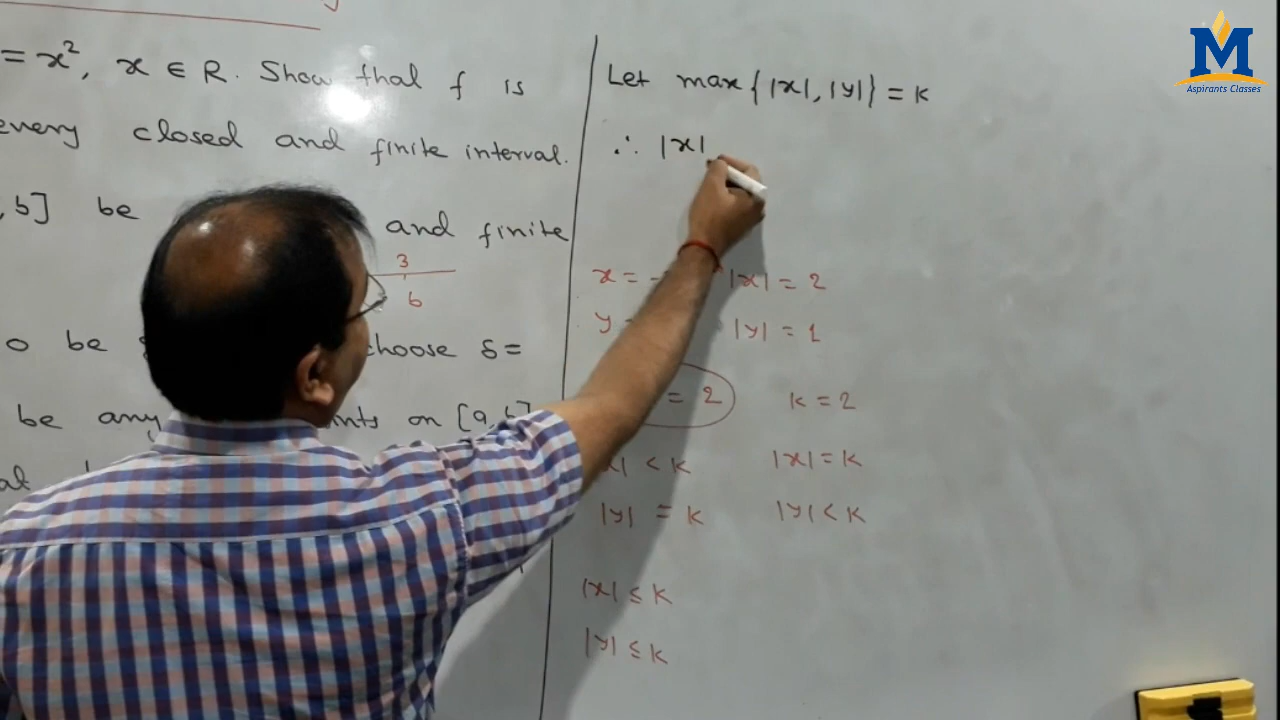 = x², x ∈ R. Show that f is
every closed and finite interval.
, b] be and finite
3
6
0 be choose δ =
be any on [a, b]
Let max{|x|, |y|} = K
∴ |x|
x = - |x| = 2
y = |y| = 1
= 2 K = 2
|x| < K |x| = K
|y| = K |y| < K
|x| ≤ K
|y| ≤ K
M
Aspirants Classes